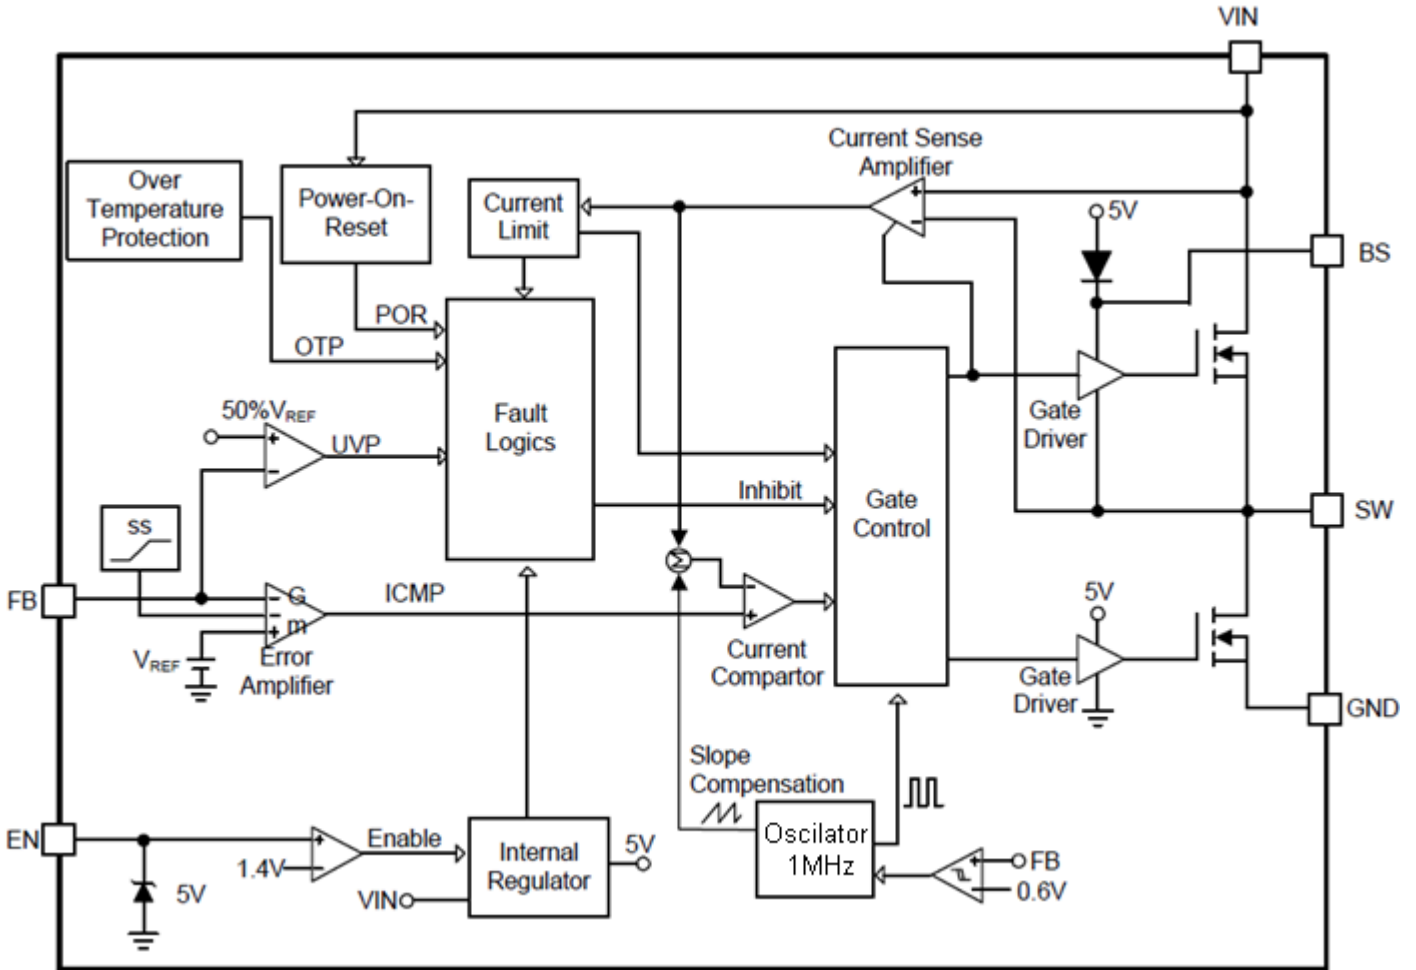 VIN
Current Sense
Amplifier
Over
Temperature
Protection
Power-On-
Reset
Current
Limit
+
-
5V
BS
POR
OTP
50%VREF
+
-
UVP
Fault
Logics
Gate
Driver
Inhibit
Gate
Control
SW
ss
FB
-
G
-
m
+
ICMP
Σ
-
+
5V
VREF
Error
Amplifier
Current
Compartor
Gate
Driver
GND
Slope
Compensation
EN
+
-
1.4V
Enable
5V
VIN
Internal
Regulator
5V
Oscilator
1MHz
+
-
FB
0.6V